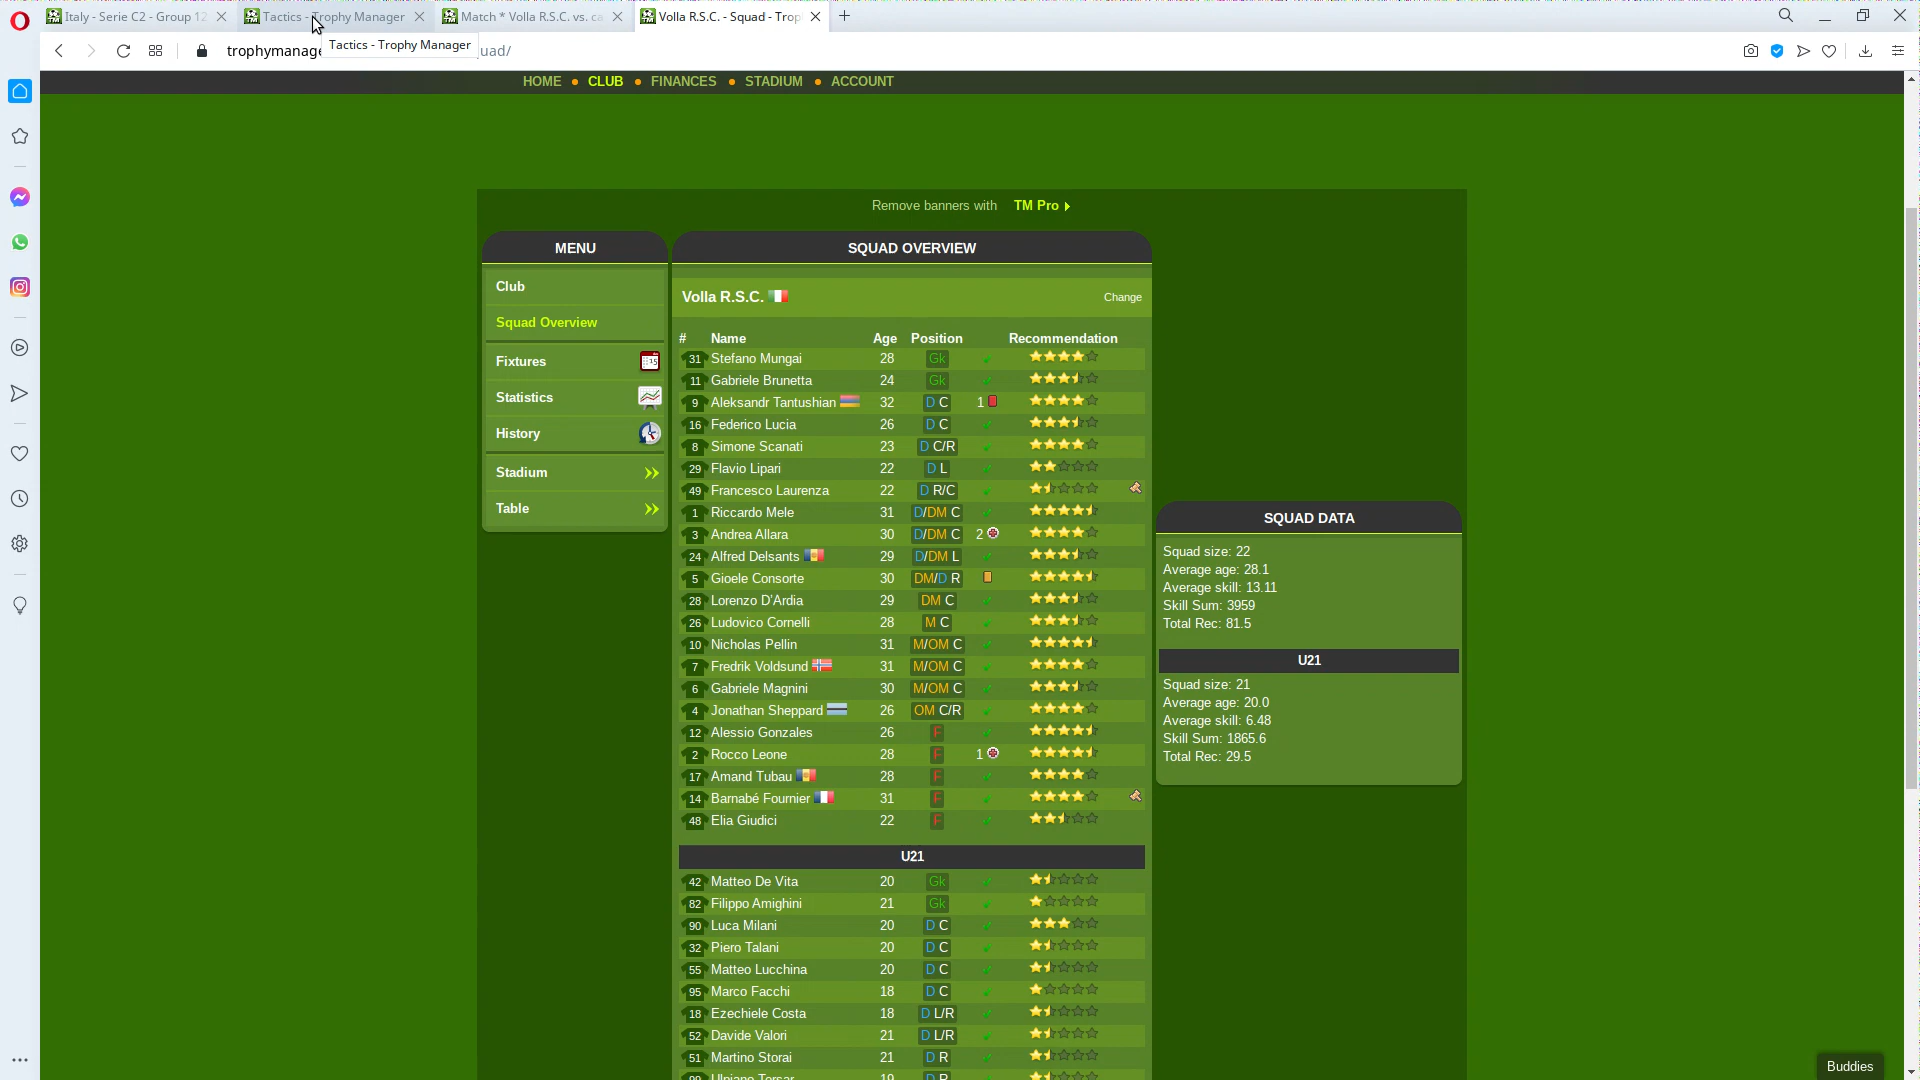 Italy - Serie C2 - Group 12
Tactics - Trophy Manager
Match * Volla R.S.C. vs. ca
Volla R.S.C. - Squad - Trop
Tactics - Trophy Manager
trophymanage
uad/
HOME • CLUB • FINANCES • STADIUM • ACCOUNT
Remove banners with TM Pro
MENU
Club
Squad Overview
Fixtures
Statistics
History
Stadium
Table
SQUAD OVERVIEW
Volla R.S.C. Change
# Name Age Position Recommendation
31 Stefano Mungai 28 Gk
11 Gabriele Brunetta 24 Gk
9 Aleksandr Tantushian 32 D C 1
16 Federico Lucia 26 D C
8 Simone Scanati 23 D C/R
29 Flavio Lipari 22 D L
49 Francesco Laurenza 22 D R/C
1 Riccardo Mele 31 D/DM C
3 Andrea Allara 30 D/DM C 2
24 Alfred Delsants 29 D/DM L
5 Gioele Consorte 30 DM/D R
28 Lorenzo D'Ardia 29 DM C
26 Ludovico Cornelli 28 M C
10 Nicholas Pellin 31 M/OM C
7 Fredrik Voldsund 31 M/OM C
6 Gabriele Magnini 30 M/OM C
4 Jonathan Sheppard 26 OM C/R
12 Alessio Gonzales 26 F
2 Rocco Leone 28 F 1
17 Amand Tubau 28 F
14 Barnabé Fournier 31 F
48 Elia Giudici 22 F
U21
42 Matteo De Vita 20 Gk
82 Filippo Amighini 21 Gk
90 Luca Milani 20 D C
32 Piero Talani 20 D C
55 Matteo Lucchina 20 D C
95 Marco Facchi 18 D C
18 Ezechiele Costa 18 D L/R
52 Davide Valori 21 D L/R
51 Martino Storai 21 D R
99 Ulpiano Torsar 19 D R
SQUAD DATA
Squad size: 22
Average age: 28.1
Average skill: 13.11
Skill Sum: 3959
Total Rec: 81.5
U21
Squad size: 21
Average age: 20.0
Average skill: 6.48
Skill Sum: 1865.6
Total Rec: 29.5
Buddies